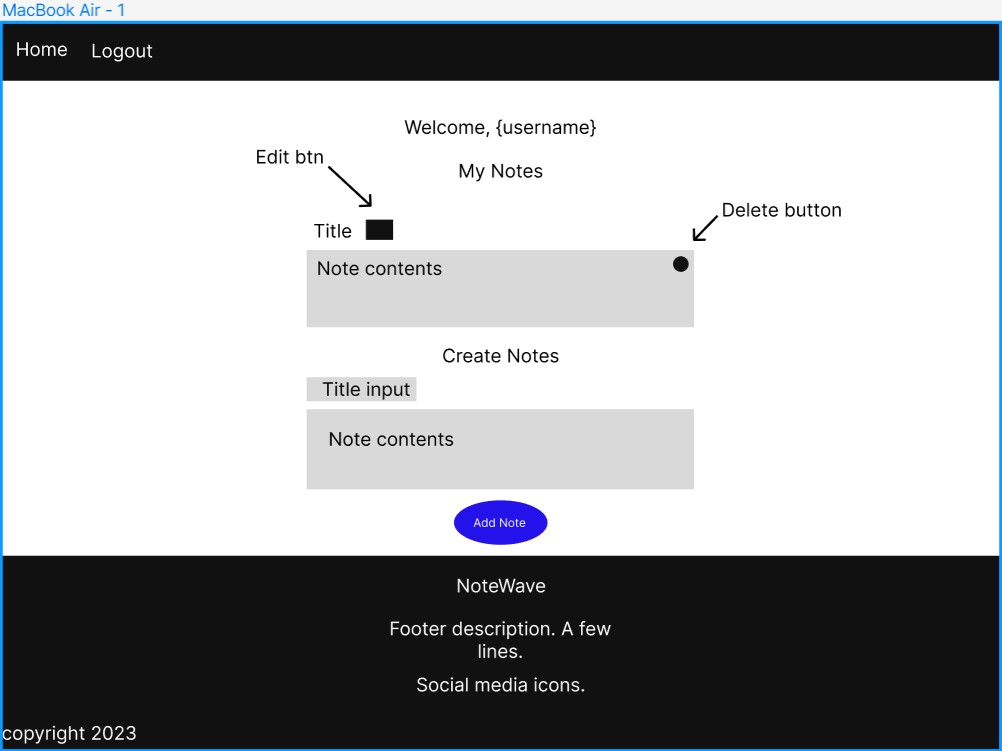 MacBook Air - 1
Home
Logout
Welcome, {username}
Edit btn
My Notes
Delete button
Title
Note contents
Create Notes
Title input
Note contents
Add Note
NoteWave
Footer description. A few
lines.
Social media icons.
copyright 2023